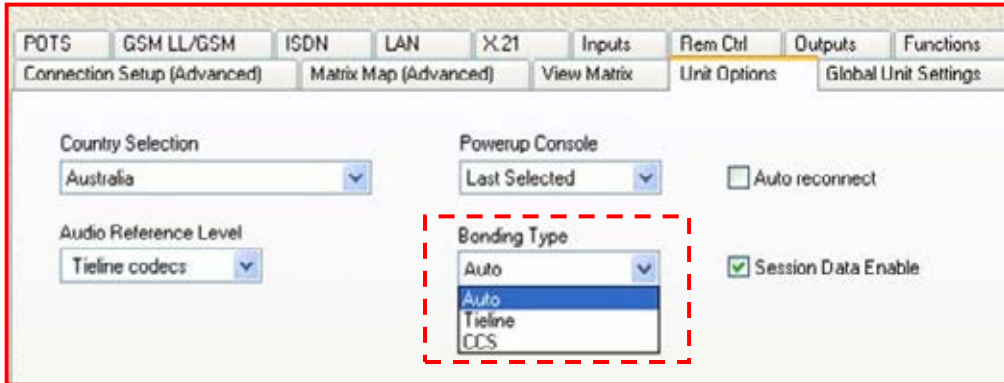 POTS GSM LL/GSM ISDN LAN X.21 Inputs Rem Ctrl Outputs Functions
Connection Setup (Advanced) Matrix Map (Advanced) View Matrix Unit Options Global Unit Settings
Country Selection Powerup Console
Australia Last Selected Auto reconnect
Audio Reference Level Bonding Type
Tieline codecs Auto Session Data Enable
Auto
Tieline
CCS